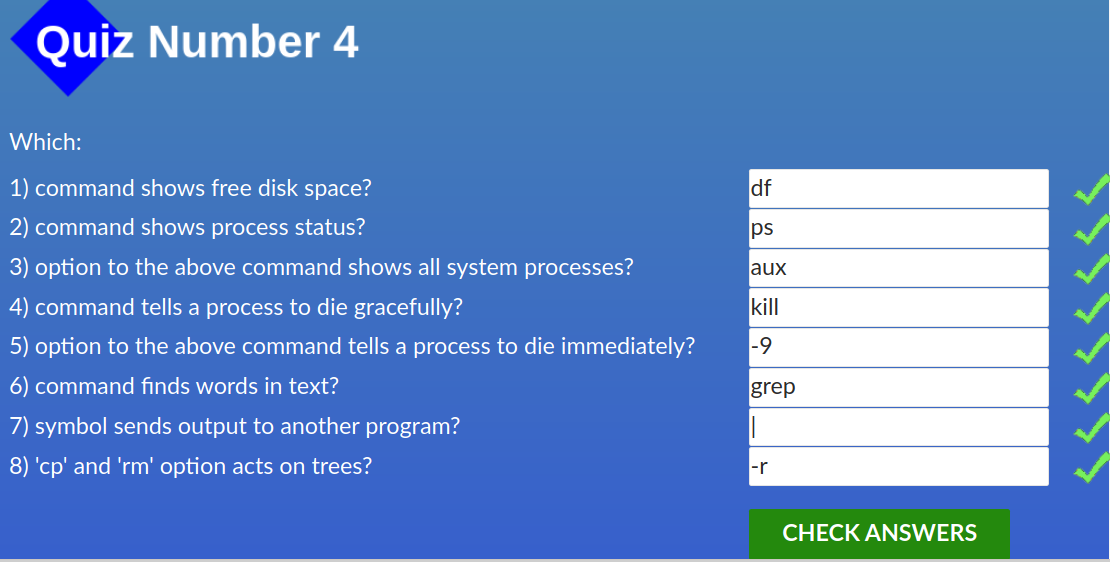 Quiz Number 4
Which:
1) command shows free disk space? df
2) command shows process status? ps
3) option to the above command shows all system processes? aux
4) command tells a process to die gracefully? kill
5) option to the above command tells a process to die immediately? -9
6) command finds words in text? grep
7) symbol sends output to another program? |
8) 'cp' and 'rm' option acts on trees? -r
CHECK ANSWERS